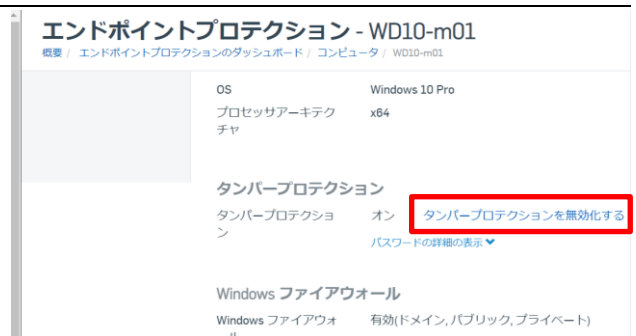 エンドポイントプロテクション - WD10-m01
概要 / エンドポイントプロテクションのダッシュボード / コンピュータ / WD10-m01
OS Windows 10 Pro
プロセッサアーキテク x64
チャ
タンパープロテクション
タンパープロテクショ オン タンパープロテクションを無効化する
ン
パスワードの詳細の表示
Windows ファイアウォール
Windows ファイアウォ 有効(ドメイン, パブリック, プライベート)